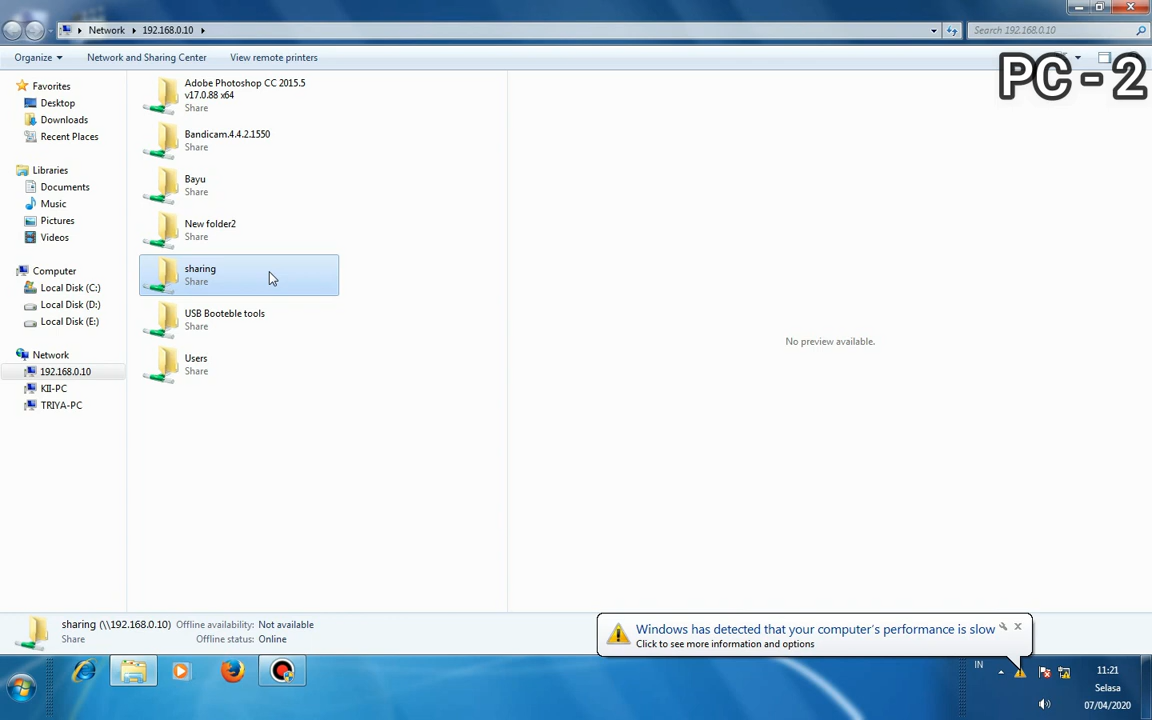 Network
192.168.0.10
Search 192.168.0.10
Organize
Network and Sharing Center
View remote printers
PC - 2
Favorites
Desktop
Downloads
Recent Places
Libraries
Documents
Music
Pictures
Videos
Computer
Local Disk (C:)
Local Disk (D:)
Local Disk (E:)
Network
192.168.0.10
KII-PC
TRIYA-PC
Adobe Photoshop CC 2015.5
v17.0.88 x64
Share
Bandicam.4.4.2.1550
Share
Bayu
Share
New folder2
Share
sharing
Share
USB Booteble tools
Share
Users
Share
No preview available.
sharing (\\192.168.0.10) Offline availability: Not available
Share Offline status: Online
Windows has detected that your computer's performance is slow
Click to see more information and options
IN
11:21
Selasa
07/04/2020